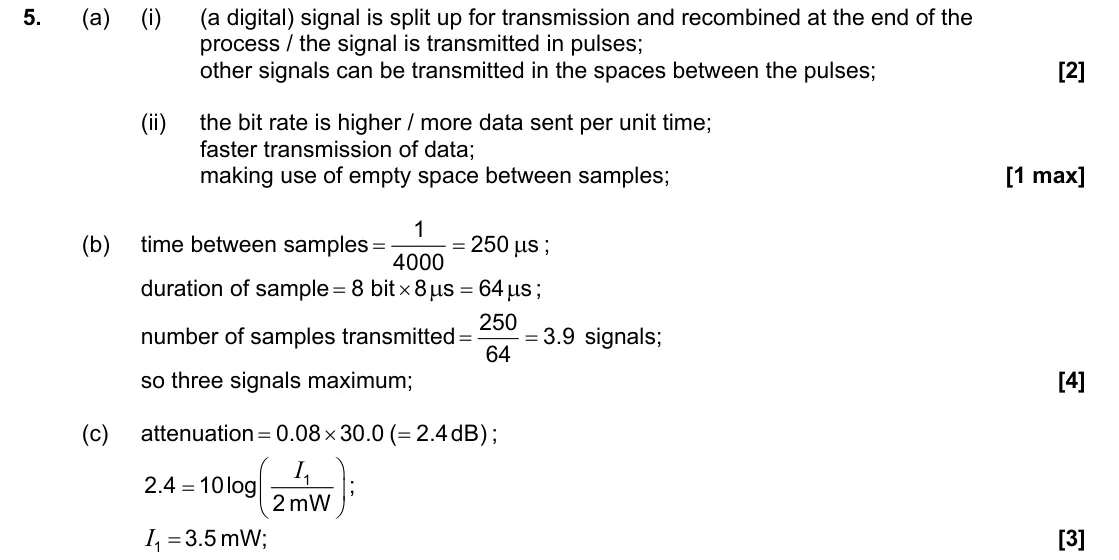 5. (a) (i) (a digital) signal is split up for transmission and recombined at the end of the
process / the signal is transmitted in pulses;
other signals can be transmitted in the spaces between the pulses; [2]
(ii) the bit rate is higher / more data sent per unit time;
faster transmission of data;
making use of empty space between samples; [1 max]
(b) time between samples = 1/4000 = 250 μs ;
duration of sample = 8 bit × 8 μs = 64 μs ;
number of samples transmitted = 250/64 = 3.9 signals;
so three signals maximum; [4]
(c) attenuation = 0.08 × 30.0 (= 2.4 dB) ;
2.4 = 10 log(I₁/2 mW);
I₁ = 3.5 mW; [3]